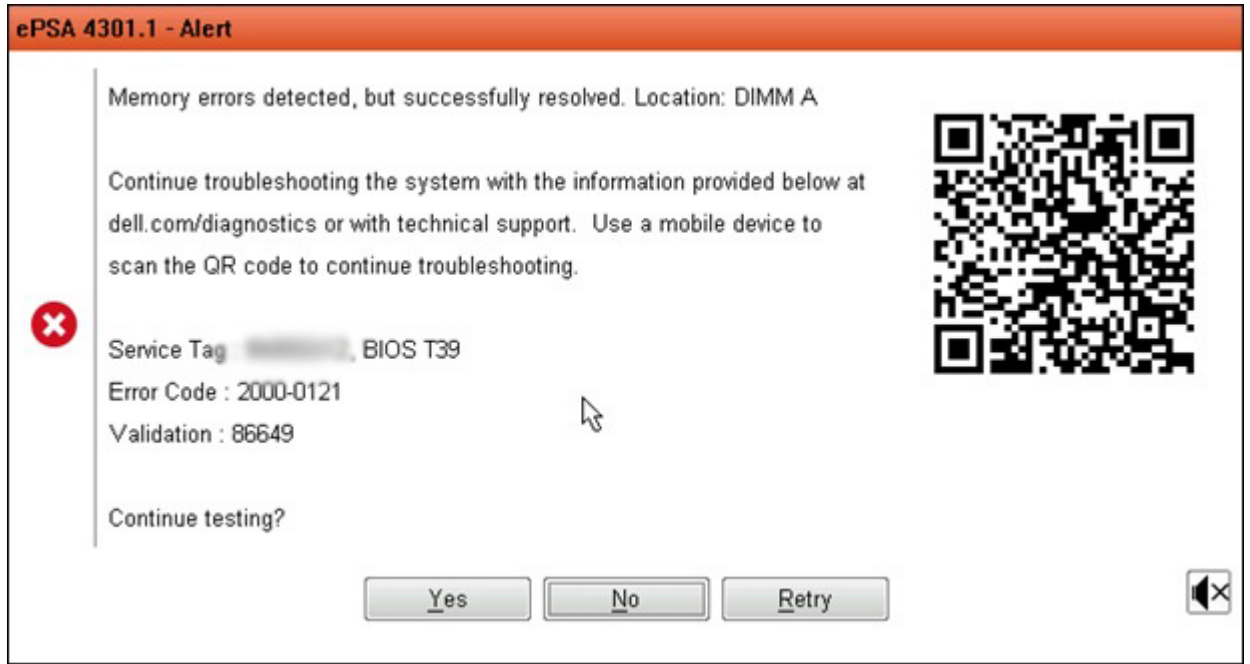 ePSA 4301.1 - Alert
Memory errors detected, but successfully resolved. Location: DIMM A
Continue troubleshooting the system with the information provided below at
dell.com/diagnostics or with technical support. Use a mobile device to
scan the QR code to continue troubleshooting.
Service Tag , BIOS T39
Error Code : 2000-0121
Validation : 86649
Continue testing?
Yes No Retry